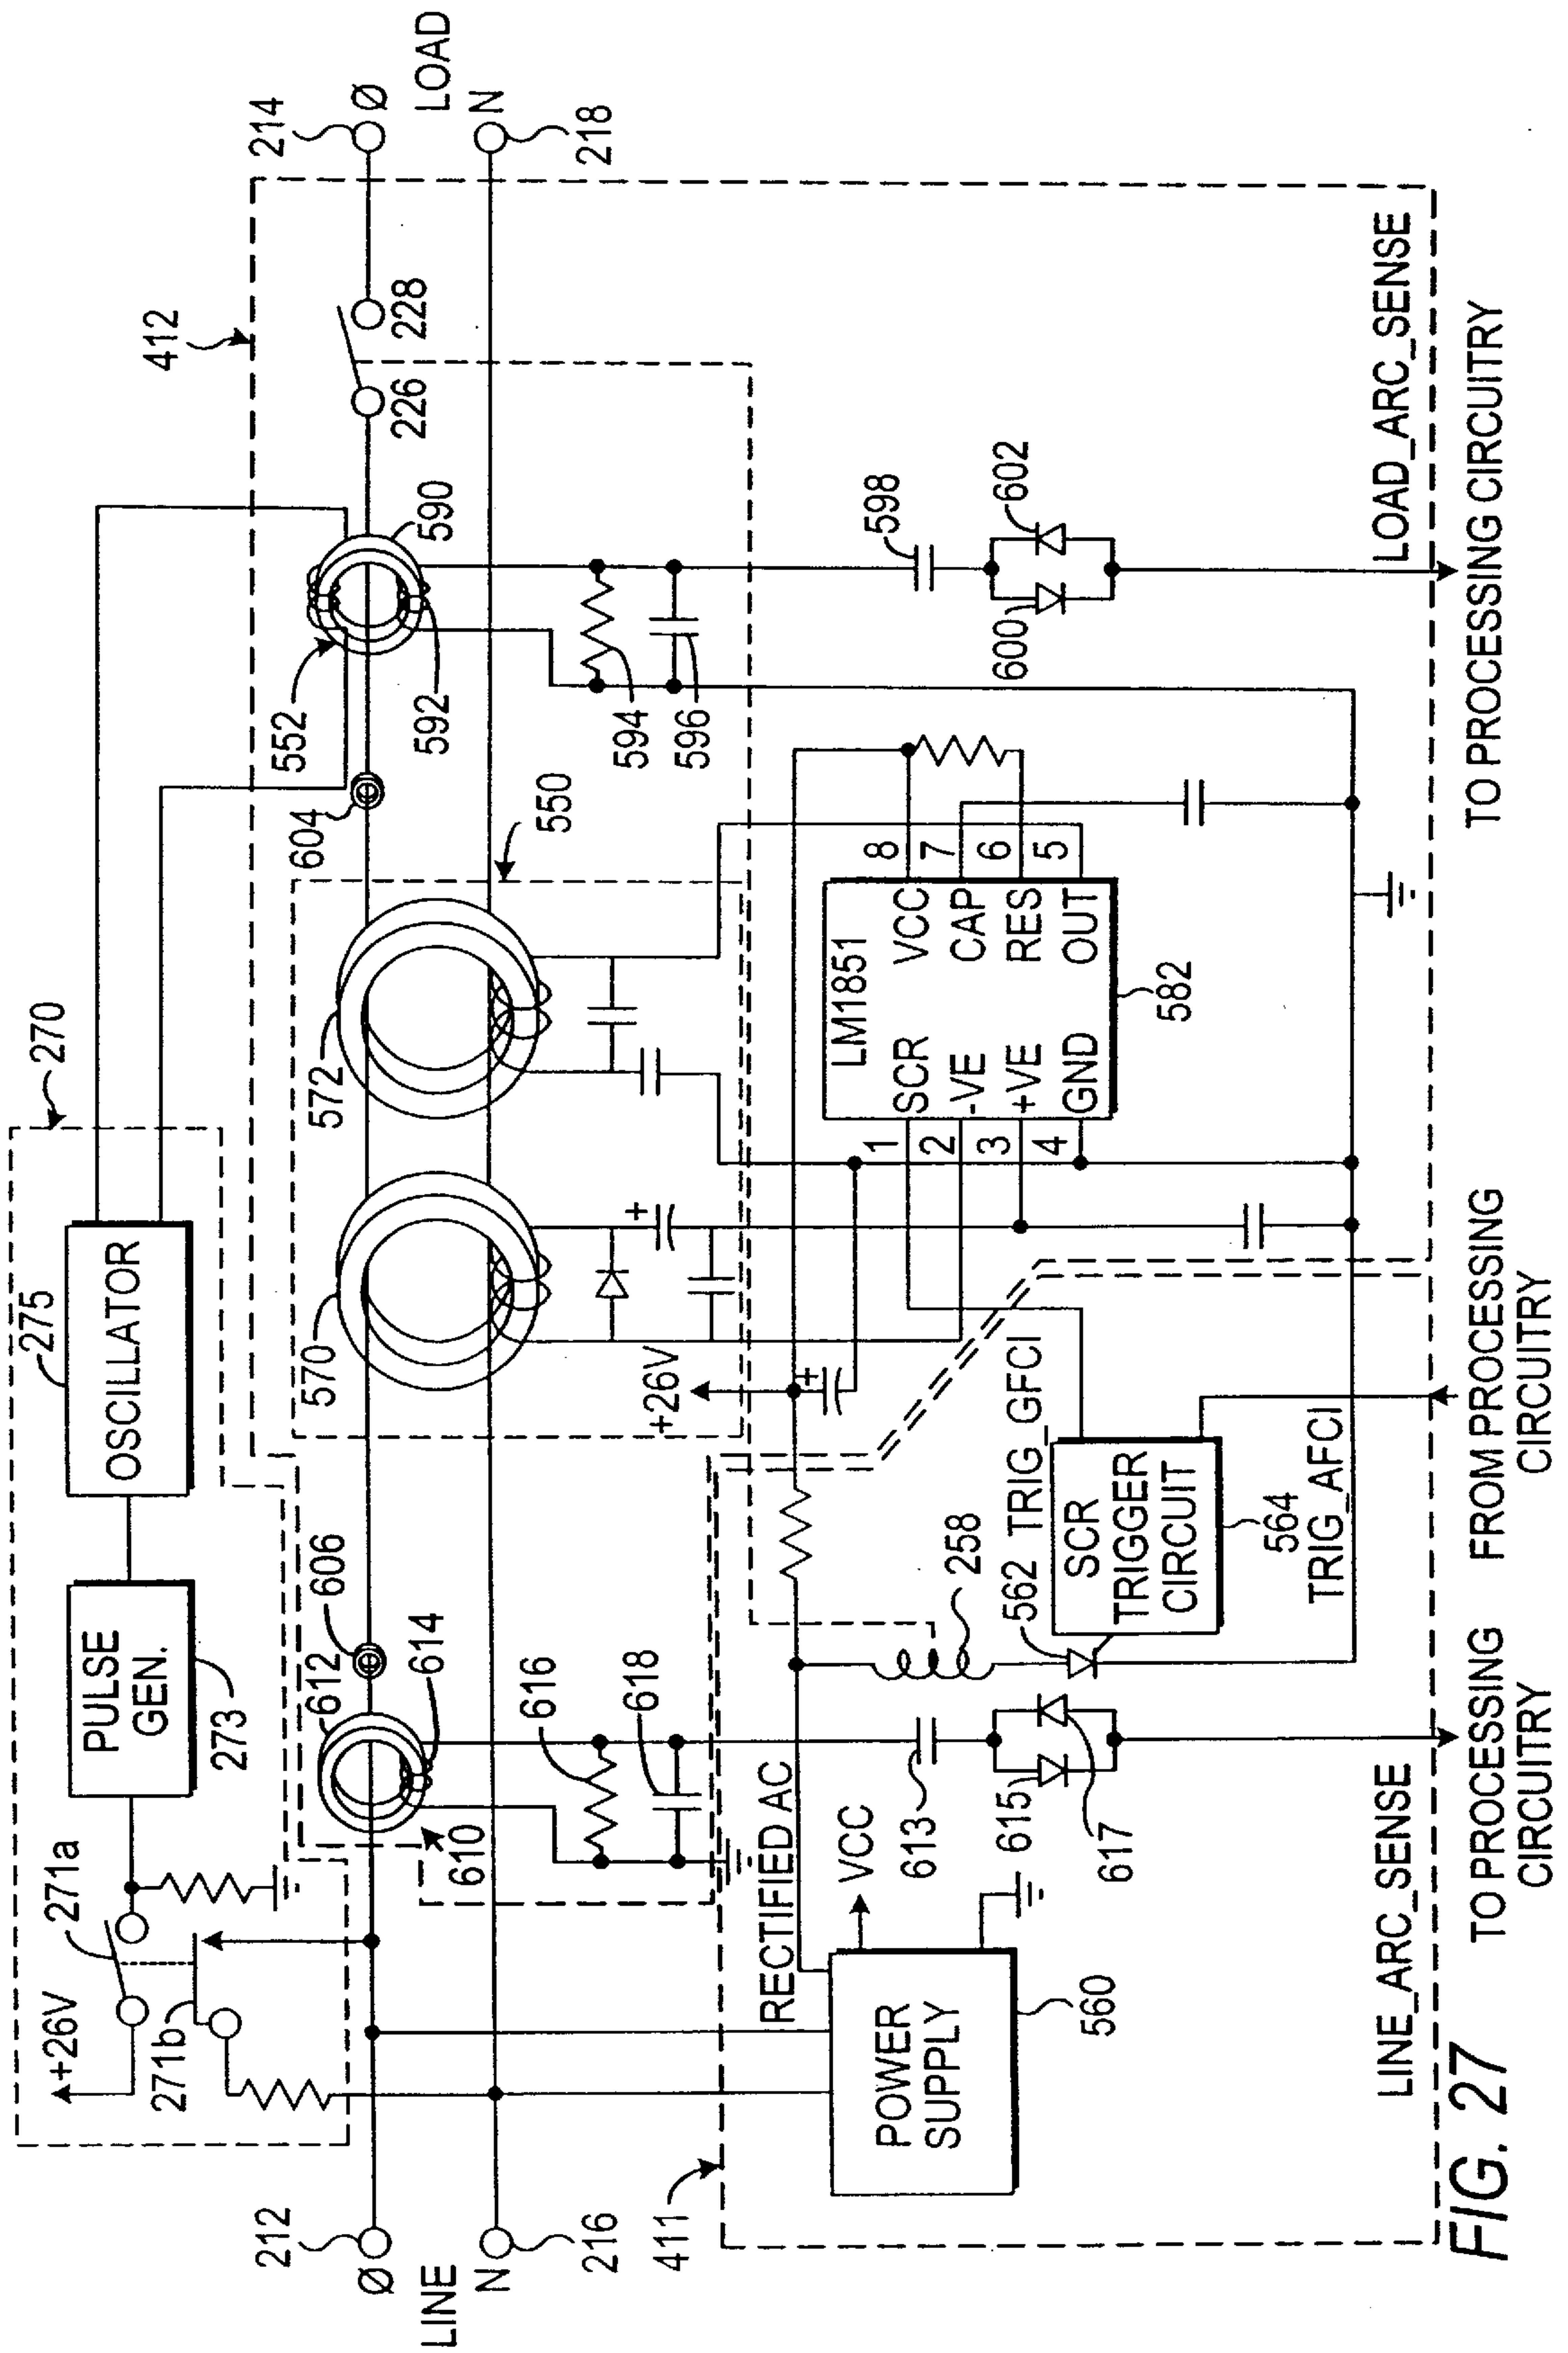 270
275
OSCILLATOR
PULSE
GEN.
273
271a
+26V
271b
412
214
Ø
LOAD
N
218
228
226
590
552
592
594
596
604
550
572
570
606
612
614
610
616
618
212
Ø
LINE
N
216
411
598
602
600
LOAD_ARC_SENSE
TO PROCESSING CIRCUITRY
LM1851
SCR
-VE
+VE
GND
VCC
CAP
RES
OUT
1
2
3
4
8
7
6
5
582
+26V
TRIG_GFCI
SCR
TRIGGER
CIRCUIT
564
TRIG_AFCI
FROM PROCESSING
CIRCUITRY
258
562
RECTIFIED AC
VCC
613
615
617
POWER
SUPPLY
560
LINE_ARC_SENSE
TO PROCESSING
CIRCUITRY
FIG. 27